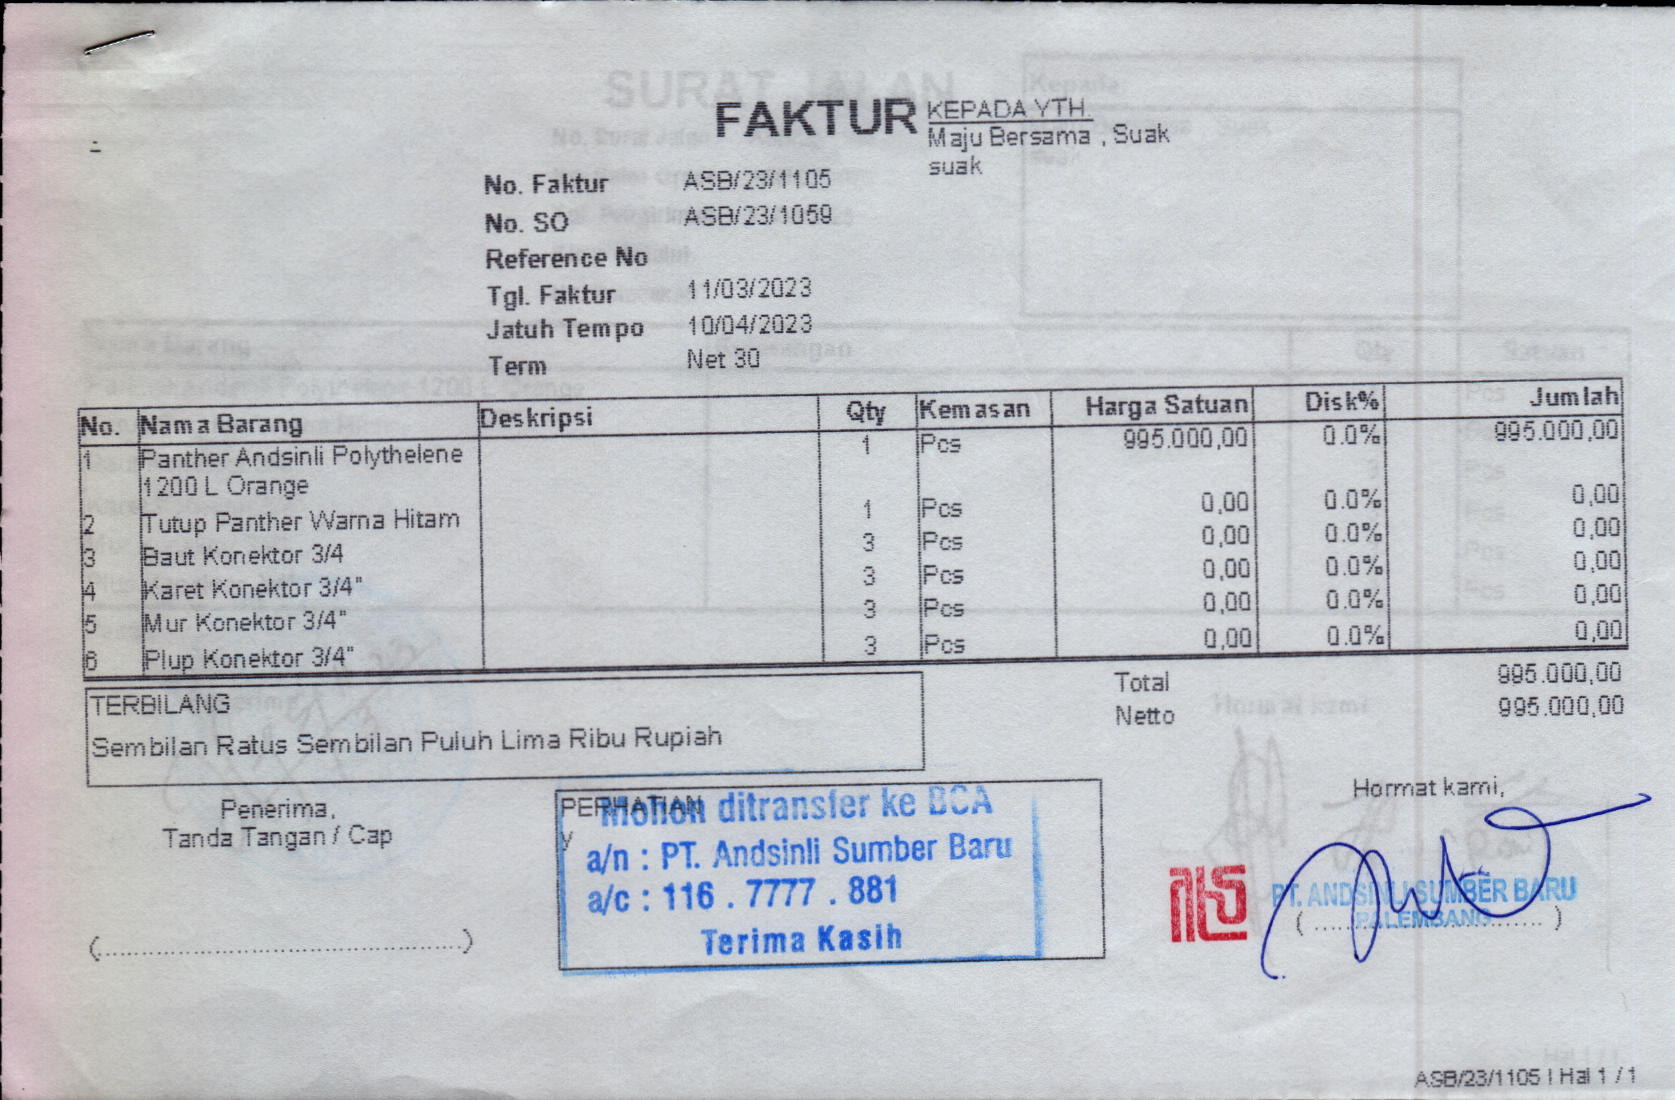 FAKTUR
KEPADA YTH.
Maju Bersama , Suak
suak
No. Faktur ASB/23/1105
No. SO ASB/23/1059
Reference No
Tgl. Faktur 11/03/2023
Jatuh Tempo 10/04/2023
Term Net 30
No. Nama Barang Deskripsi Qty Kemasan Harga Satuan Disk% Jumlah
1 Panther Andsinli Polythelene 1 Pcs 995.000,00 0.0% 995.000,00
1200 L Orange
2 Tutup Panther Warna Hitam 1 Pcs 0,00 0.0% 0,00
3 Baut Konektor 3/4 3 Pcs 0,00 0.0% 0,00
4 Karet Konektor 3/4" 3 Pcs 0,00 0.0% 0,00
5 Mur Konektor 3/4" 3 Pcs 0,00 0.0% 0,00
6 Plup Konektor 3/4" 3 Pcs 0,00 0.0% 0,00
Total 995.000,00
Netto 995.000,00
TERBILANG
Sembilan Ratus Sembilan Puluh Lima Ribu Rupiah
Penerima,
Tanda Tangan / Cap
(...............................................)
PERHATIAN
y
Mohon ditransfer ke BCA
a/n : PT. Andsinli Sumber Baru
a/c : 116 . 7777 . 881
Terima Kasih
Hormat kami,
PT. ANDSINLI SUMBER BARU
PALEMBANG
ASB/23/1105 | Hal 1 / 1